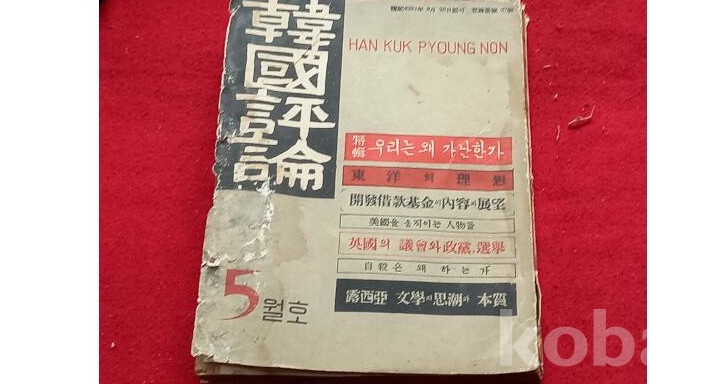 韓國評論
HAN KUK PYOUNG NON
特輯 우리는 왜 가난한가
東洋의 理想
開發借款基金의 內容과 展望
美國을 움직이는 人物들
英國의 議會와 政黨, 選擧
自殺은 왜 하는가
露西亞 文學의 思潮와 本質
5월호
koba